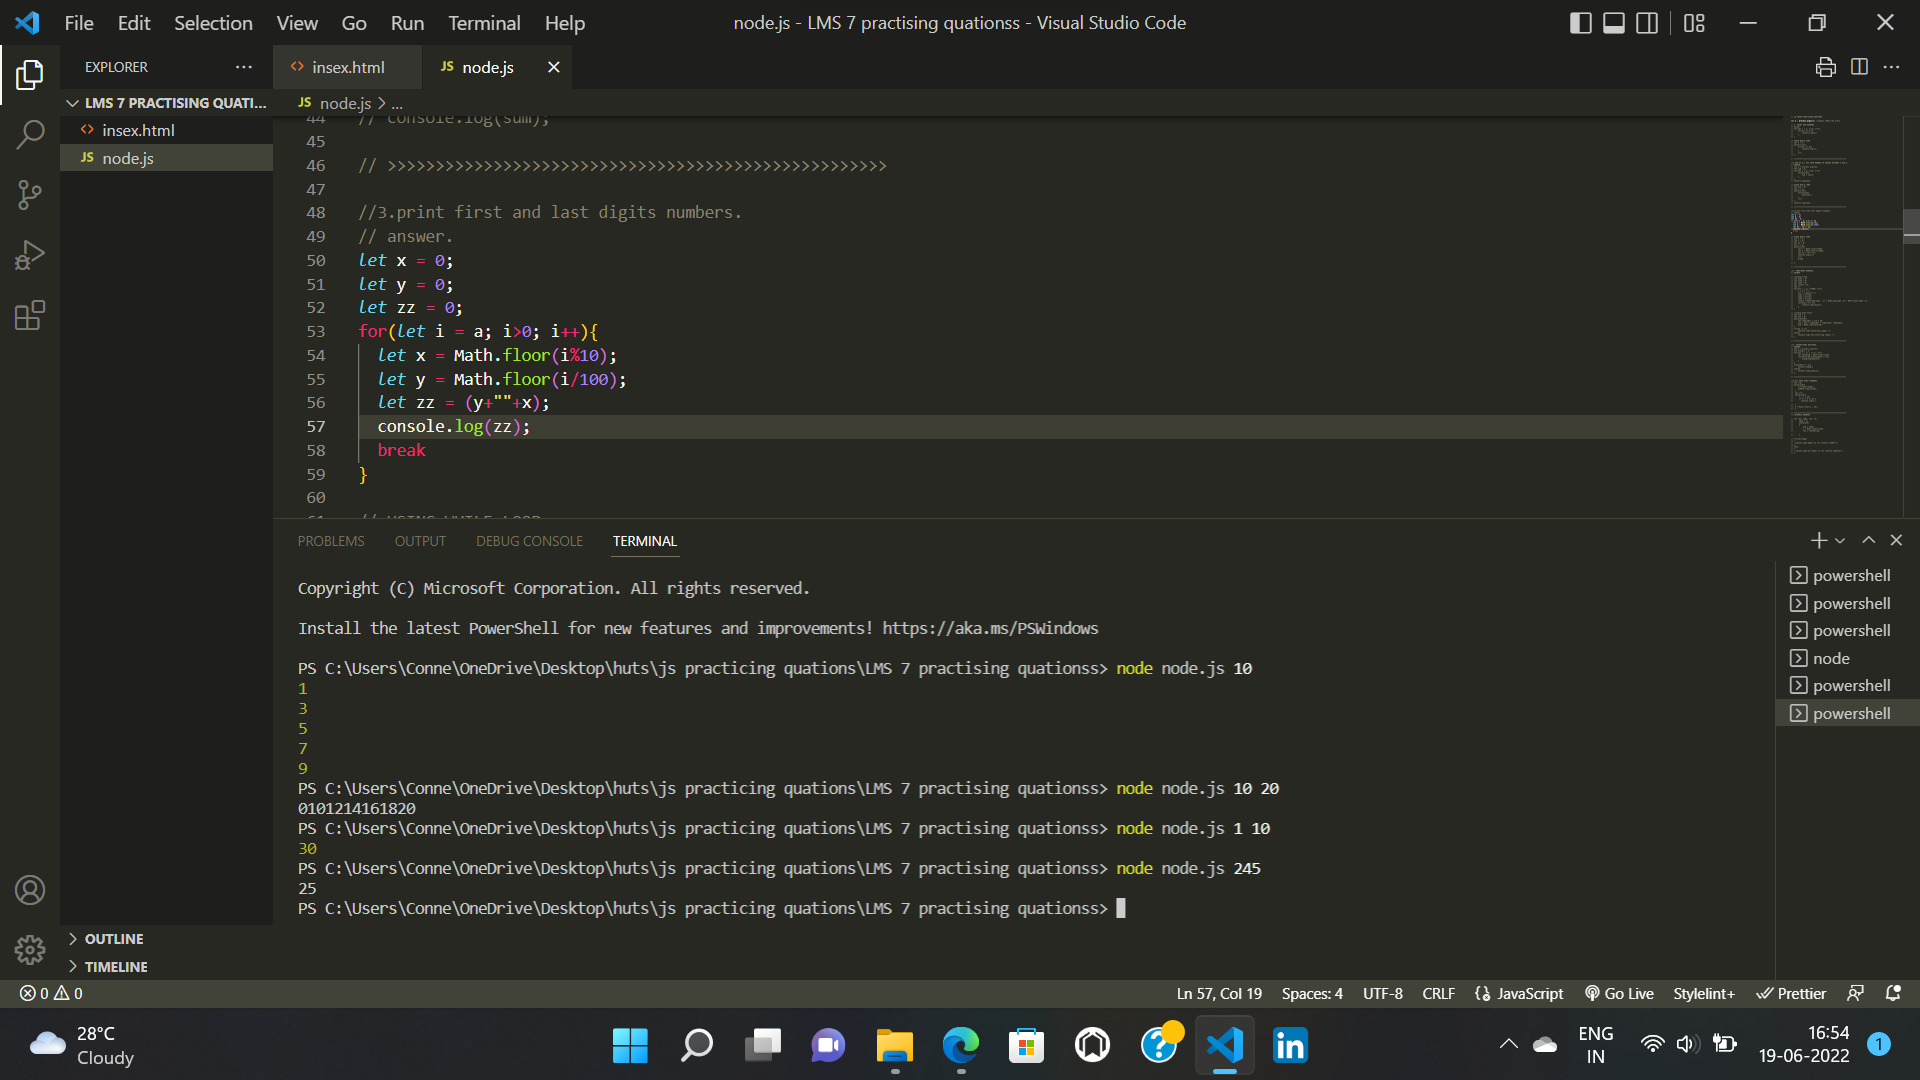 File Edit Selection View Go Run Terminal Help
node.js - LMS 7 practising quationss - Visual Studio Code
EXPLORER
LMS 7 PRACTISING QUATI...
insex.html
JS node.js
OUTLINE
TIMELINE
insex.html
JS node.js
JS node.js > ...
44 // console.log(sum);
45
46 // >>>>>>>>>>>>>>>>>>>>>>>>>>>>>>>>>>>>>>>>>>>>>>>>>>>>
47
48 //3.print first and last digits numbers.
49 // answer.
50 let x = 0;
51 let y = 0;
52 let zz = 0;
53 for(let i = a; i>0; i++){
54 let x = Math.floor(i%10);
55 let y = Math.floor(i/100);
56 let zz = (y+""+x);
57 console.log(zz);
58 break
59 }
60
61 // USING WHILE LOOP
PROBLEMS OUTPUT DEBUG CONSOLE TERMINAL
Copyright (C) Microsoft Corporation. All rights reserved.
Install the latest PowerShell for new features and improvements! https://aka.ms/PSWindows
PS C:\Users\Conne\OneDrive\Desktop\huts\js practicing quations\LMS 7 practising quationss> node node.js 10
1
3
5
7
9
PS C:\Users\Conne\OneDrive\Desktop\huts\js practicing quations\LMS 7 practising quationss> node node.js 10 20
0101214161820
PS C:\Users\Conne\OneDrive\Desktop\huts\js practicing quations\LMS 7 practising quationss> node node.js 1 10
30
PS C:\Users\Conne\OneDrive\Desktop\huts\js practicing quations\LMS 7 practising quationss> node node.js 245
25
PS C:\Users\Conne\OneDrive\Desktop\huts\js practicing quations\LMS 7 practising quationss>
powershell
powershell
powershell
node
powershell
powershell
0 0
Ln 57, Col 19 Spaces: 4 UTF-8 CRLF JavaScript Go Live Stylelint+ Prettier
28°C
Cloudy
ENG
IN
16:54
19-06-2022
1